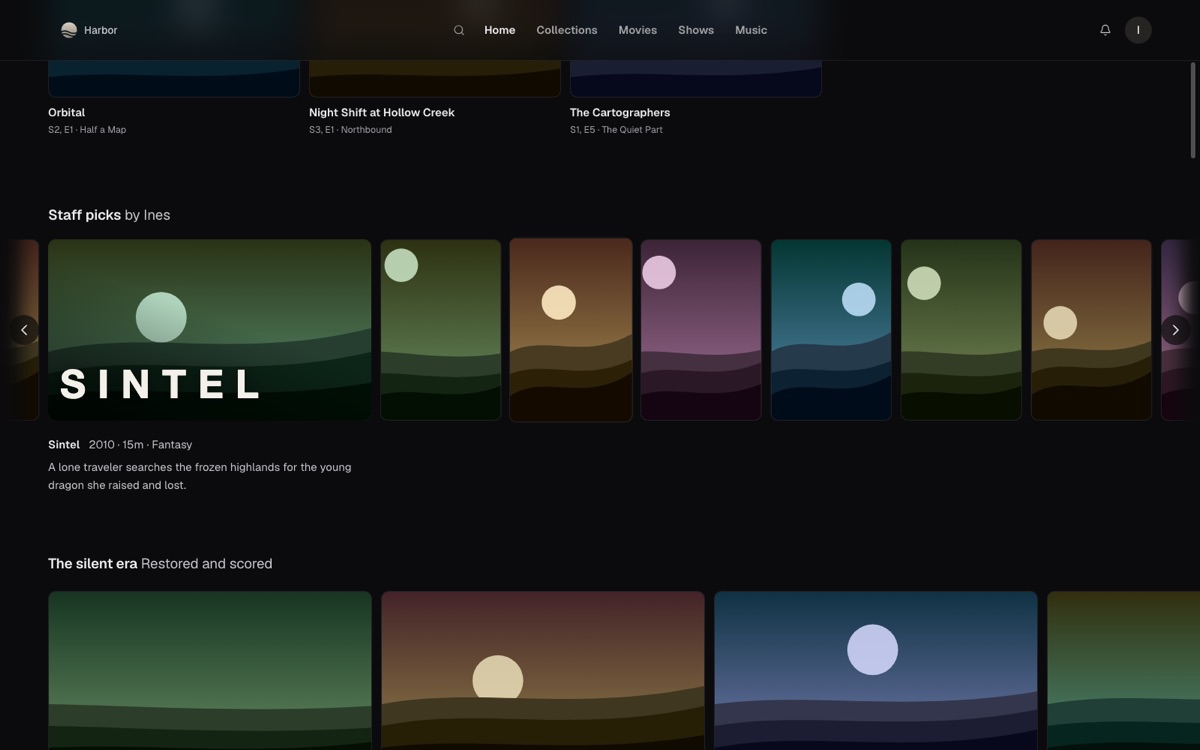 Harbor
Home
Collections
Movies
Shows
Music
I
Orbital
S2, E1 · Half a Map
Night Shift at Hollow Creek
S3, E1 · Northbound
The Cartographers
S1, E5 · The Quiet Part
Staff picks by Ines
SINTEL
Sintel 2010 · 15m · Fantasy
A lone traveler searches the frozen highlands for the young
dragon she raised and lost.
The silent era Restored and scored